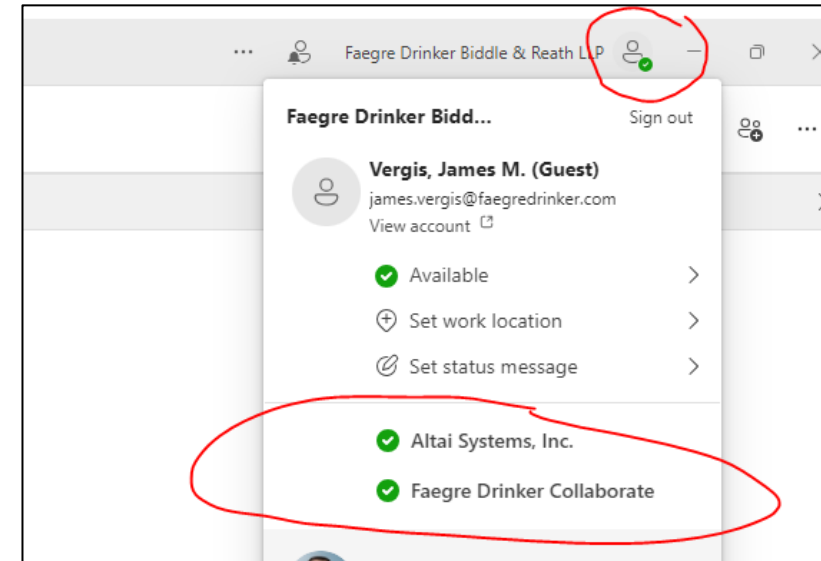 ... Faegre Drinker Biddle & Reath LLP
Faegre Drinker Bidd... Sign out
Vergis, James M. (Guest)
james.vergis@faegredrinker.com
View account
Available
Set work location
Set status message
Altai Systems, Inc.
Faegre Drinker Collaborate